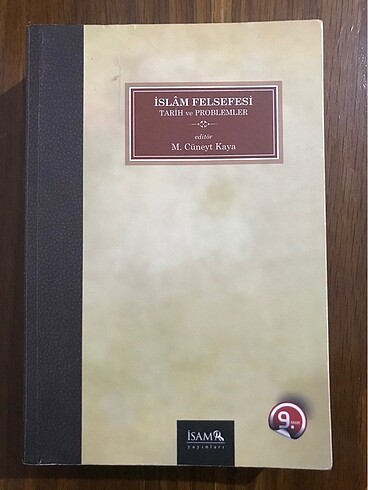 İSLÂM FELSEFESİ
TARİH ve PROBLEMLER
editör
M. Cüneyt Kaya
9.
İSAM
yayınları